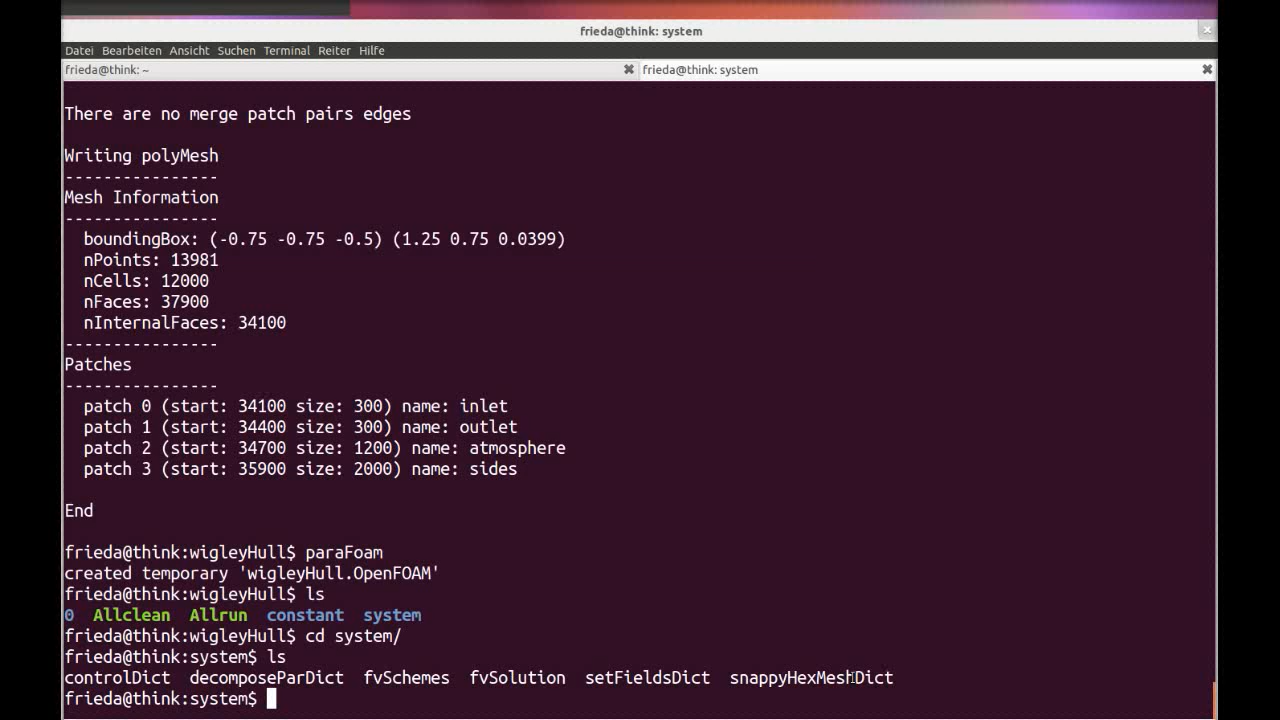 frieda@think: system
Datei Bearbeiten Ansicht Suchen Terminal Reiter Hilfe
frieda@think: ~ frieda@think: system
There are no merge patch pairs edges
Writing polyMesh
----------------
Mesh Information
----------------
boundingBox: (-0.75 -0.75 -0.5) (1.25 0.75 0.0399)
nPoints: 13981
nCells: 12000
nFaces: 37900
nInternalFaces: 34100
----------------
Patches
----------------
patch 0 (start: 34100 size: 300) name: inlet
patch 1 (start: 34400 size: 300) name: outlet
patch 2 (start: 34700 size: 1200) name: atmosphere
patch 3 (start: 35900 size: 2000) name: sides
End
frieda@think:wigleyHull$ paraFoam
created temporary 'wigleyHull.OpenFOAM'
frieda@think:wigleyHull$ ls
0 Allclean Allrun constant system
frieda@think:wigleyHull$ cd system/
frieda@think:system$ ls
controlDict decomposeParDict fvSchemes fvSolution setFieldsDict snappyHexMeshDict
frieda@think:system$